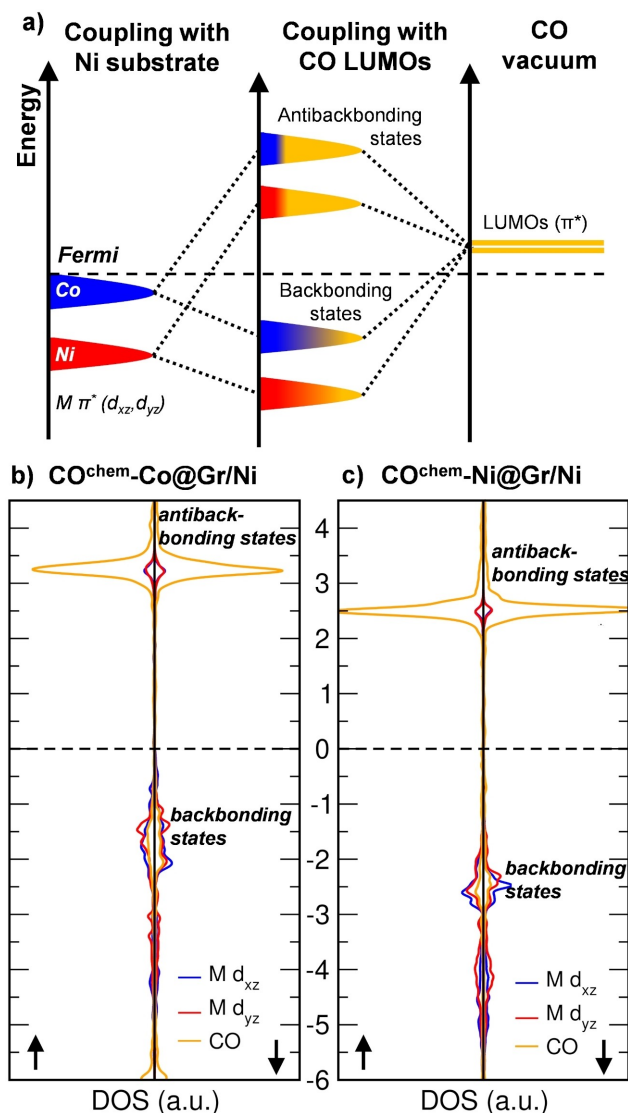 a)
Coupling with
Ni substrate
Coupling with
CO LUMOs
CO
vacuum
Energy
Antibackbonding
states
LUMOs (π*)
Fermi
Co
Backbonding
states
Ni
M π* (dxz,dyz)
b) COchem-Co@Gr/Ni
c) COchem-Ni@Gr/Ni
antiback-
bonding states
antiback-
bonding states
4
3
2
1
0
-1
-2
-3
-4
-5
-6
backbonding
states
backbonding
states
M dxz
M dyz
CO
M dxz
M dyz
CO
DOS (a.u.)
DOS (a.u.)